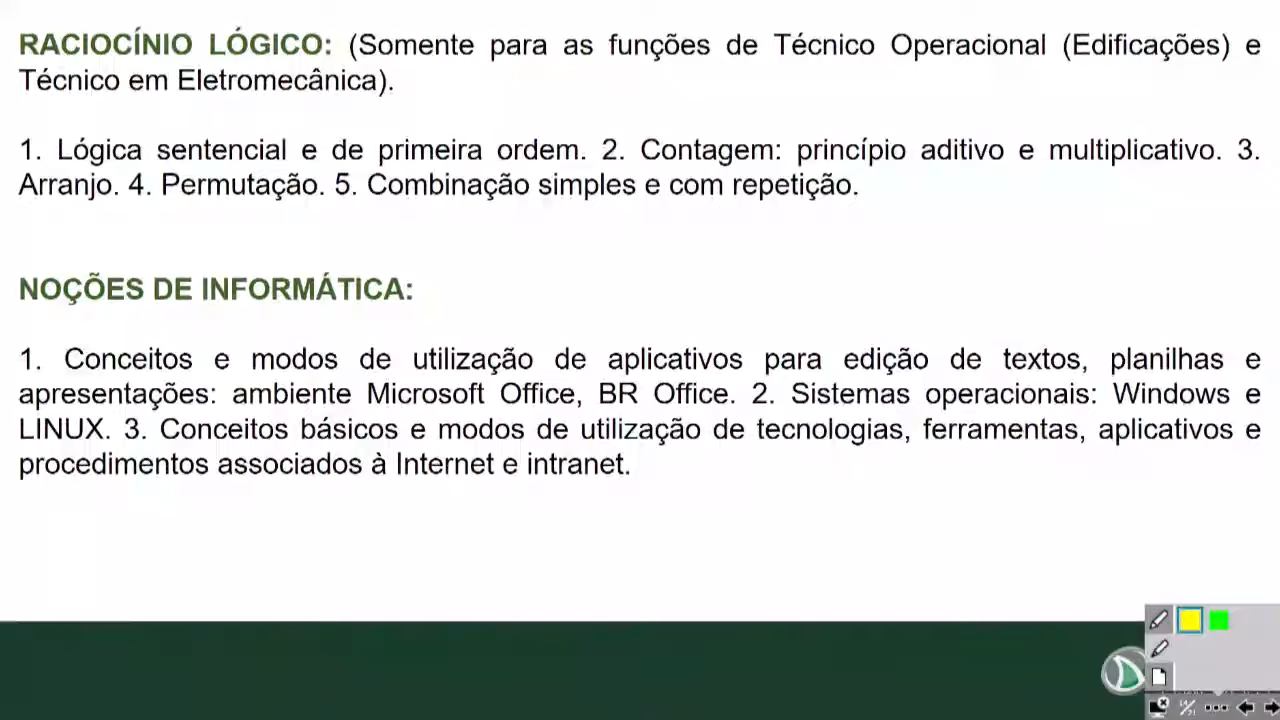 RACIOCÍNIO LÓGICO: (Somente para as funções de Técnico Operacional (Edificações) e
Técnico em Eletromecânica).
1. Lógica sentencial e de primeira ordem. 2. Contagem: princípio aditivo e multiplicativo. 3.
Arranjo. 4. Permutação. 5. Combinação simples e com repetição.
NOÇÕES DE INFORMÁTICA:
1. Conceitos e modos de utilização de aplicativos para edição de textos, planilhas e
apresentações: ambiente Microsoft Office, BR Office. 2. Sistemas operacionais: Windows e
LINUX. 3. Conceitos básicos e modos de utilização de tecnologias, ferramentas, aplicativos e
procedimentos associados à Internet e intranet.